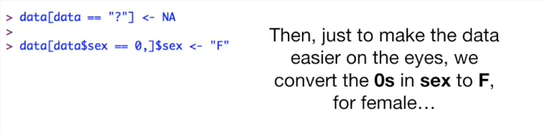 > data[data == "?"] <- NA
>
> data[data$sex == 0,]$sex <- "F"
Then, just to make the data
easier on the eyes, we
convert the 0s in sex to F,
for female…